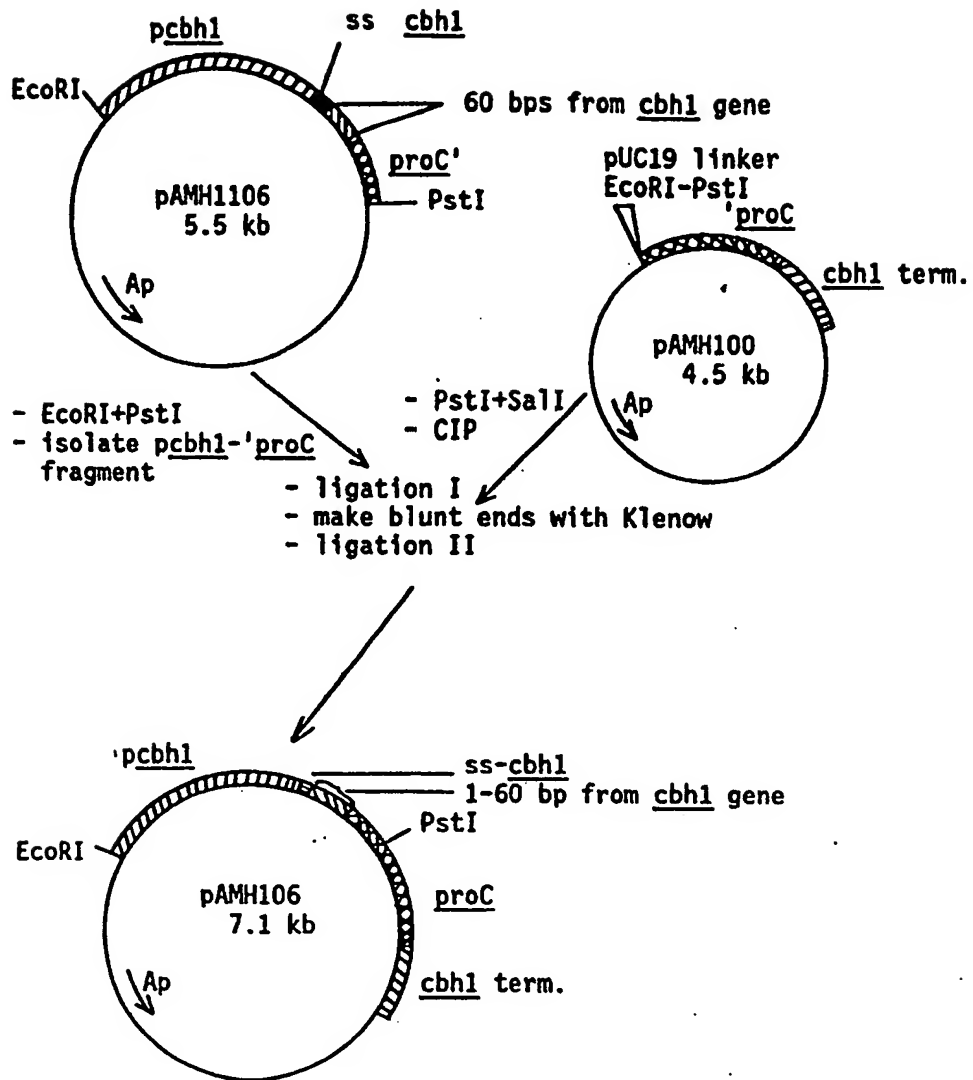 pcbh1
ss cbh1
EcoRI
60 bps from cbh1 gene
proC'
PstI
pAMH1106
5.5 kb
Ap
pUC19 linker
EcoRI-PstI
'proC
cbh1 term.
pAMH100
4.5 kb
Ap
- EcoRI+PstI
- isolate pcbh1-'proC
fragment
- PstI+SalI
- CIP
- ligation I
- make blunt ends with Klenow
- ligation II
pcbh1
ss-cbh1
1-60 bp from cbh1 gene
PstI
EcoRI
pAMH106
7.1 kb
proC
Ap
cbh1 term.